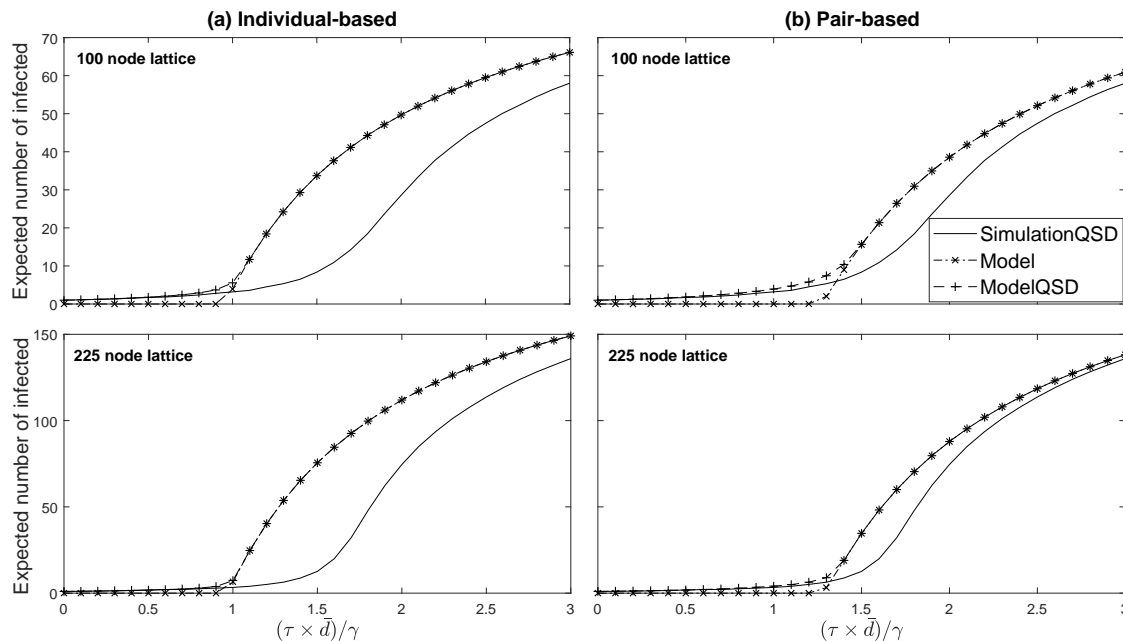 (a) Individual-based
(b) Pair-based
70
60
50
40
30
20
10
0
Expected number of infected
100 node lattice
100 node lattice
SimulationQSD
Model
ModelQSD
150
100
50
0
Expected number of infected
225 node lattice
225 node lattice
0 0.5 1 1.5 2 2.5 3
0 0.5 1 1.5 2 2.5 3
(τ × d̄)/γ
(τ × d̄)/γ